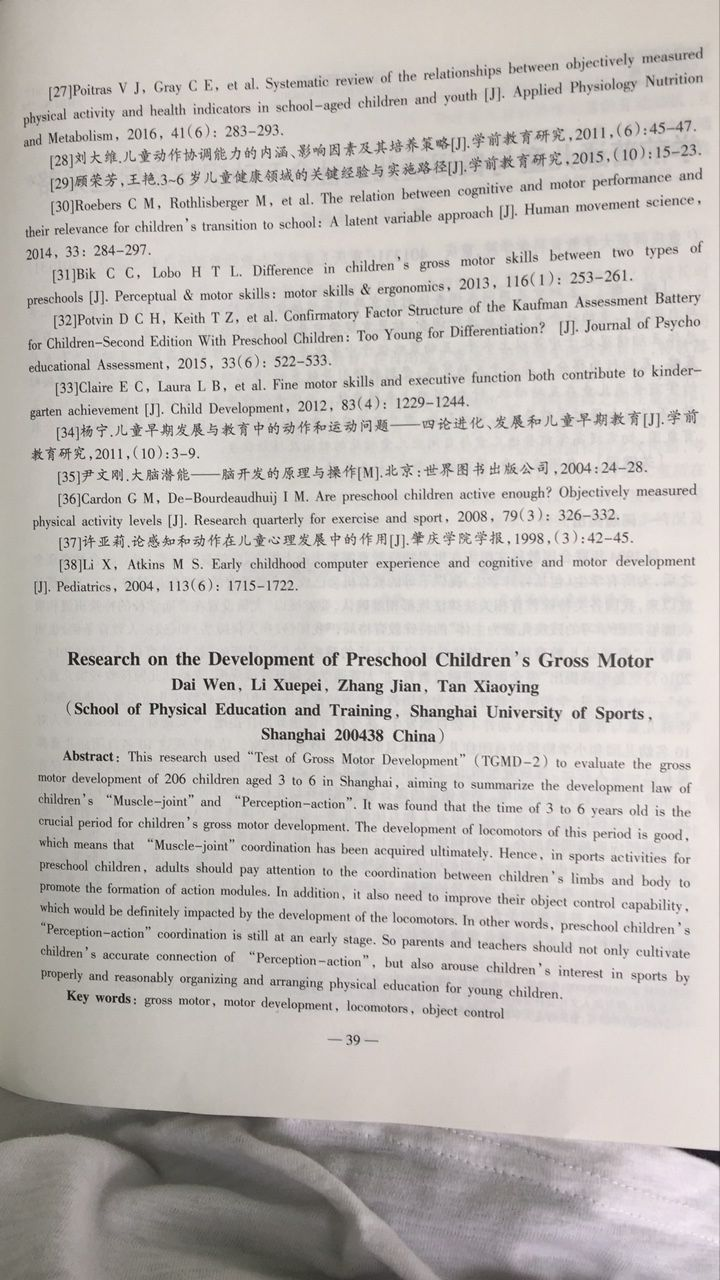 [27]Poitras V J, Gray C E, et al. Systematic review of the relationships between objectively measured
physical activity and health indicators in school-aged children and youth [J]. Applied Physiology Nutrition
and Metabolism, 2016, 41(6): 283-293.
[28]刘大维.儿童动作协调能力的内涵、影响因素及其培养策略[J].学前教育研究,2011,(6):45-47.
[29]顾荣芳,王艳.3~6 岁儿童健康领域的关键经验与实施路径[J].学前教育研究,2015,(10):15-23.
[30]Roebers C M, Rothlisberger M, et al. The relation between cognitive and motor performance and
their relevance for children's transition to school: A latent variable approach [J]. Human movement science,
2014, 33: 284-297.
[31]Bik C C, Lobo H T L. Difference in children's gross motor skills between two types of
preschools [J]. Perceptual & motor skills: motor skills & ergonomics, 2013, 116(1): 253-261.
[32]Potvin D C H, Keith T Z, et al. Confirmatory Factor Structure of the Kaufman Assessment Battery
for Children-Second Edition With Preschool Children: Too Young for Differentiation? [J]. Journal of Psycho
educational Assessment, 2015, 33(6): 522-533.
[33]Claire E C, Laura L B, et al. Fine motor skills and executive function both contribute to kinder-
garten achievement [J]. Child Development, 2012, 83(4): 1229-1244.
[34]杨宁.儿童早期发展与教育中的动作和运动问题——四论进化、发展和儿童早期教育[J].学前
教育研究,2011,(10):3-9.
[35]尹文刚.大脑潜能——脑开发的原理与操作[M].北京:世界图书出版公司,2004:24-28.
[36]Cardon G M, De-Bourdeaudhuij I M. Are preschool children active enough? Objectively measured
physical activity levels [J]. Research quarterly for exercise and sport, 2008, 79(3): 326-332.
[37]许亚莉.论感知和动作在儿童心理发展中的作用[J].肇庆学院学报,1998,(3):42-45.
[38]Li X, Atkins M S. Early childhood computer experience and cognitive and motor development
[J]. Pediatrics, 2004, 113(6): 1715-1722.
Research on the Development of Preschool Children's Gross Motor
Dai Wen, Li Xuepei, Zhang Jian, Tan Xiaoying
(School of Physical Education and Training, Shanghai University of Sports,
Shanghai 200438 China)
Abstract: This research used "Test of Gross Motor Development" (TGMD-2) to evaluate the gross
motor development of 206 children aged 3 to 6 in Shanghai, aiming to summarize the development law of
children's "Muscle-joint" and "Perception-action". It was found that the time of 3 to 6 years old is the
crucial period for children's gross motor development. The development of locomotors of this period is good,
which means that "Muscle-joint" coordination has been acquired ultimately. Hence, in sports activities for
preschool children, adults should pay attention to the coordination between children's limbs and body to
promote the formation of action modules. In addition, it also need to improve their object control capability,
which would be definitely impacted by the development of the locomotors. In other words, preschool children's
"Perception-action" coordination is still at an early stage. So parents and teachers should not only cultivate
children's accurate connection of "Perception-action", but also arouse children's interest in sports by
properly and reasonably organizing and arranging physical education for young children.
Key words: gross motor, motor development, locomotors, object control
— 39 —